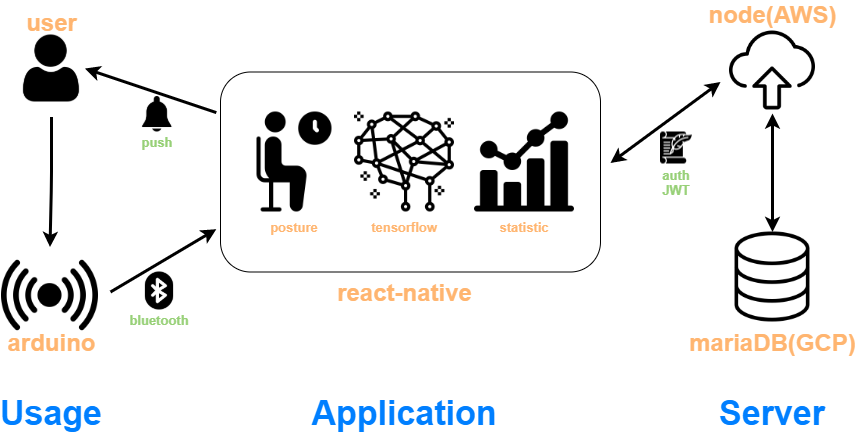 user
node(AWS)
push
auth
JWT
posture
tensorflow
statistic
react-native
bluetooth
arduino
mariaDB(GCP)
Usage
Application
Server